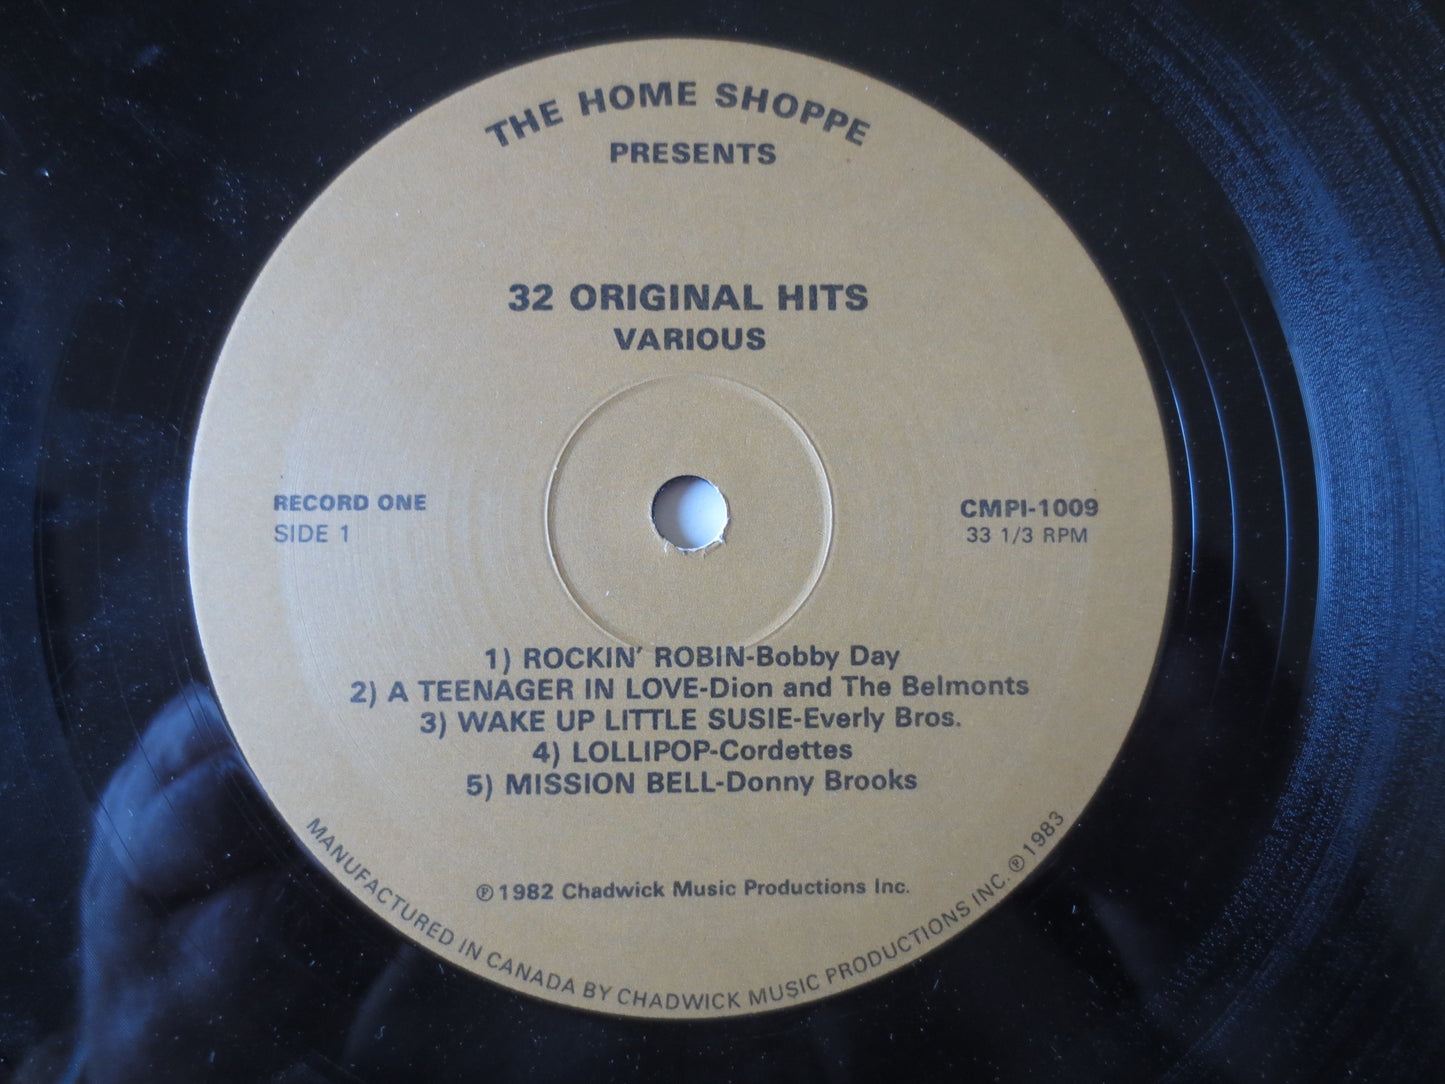 THE HOME SHOPPE
PRESENTS
32 ORIGINAL HITS
VARIOUS
RECORD ONE
SIDE 1
CMPI-1009
33 1/3 RPM
1) ROCKIN' ROBIN-Bobby Day
2) A TEENAGER IN LOVE-Dion and The Belmonts
3) WAKE UP LITTLE SUSIE-Everly Bros.
4) LOLLIPOP-Cordettes
5) MISSION BELL-Donny Brooks
℗ 1982 Chadwick Music Productions Inc.
MANUFACTURED IN CANADA BY CHADWICK MUSIC PRODUCTIONS INC. ℗ 1983